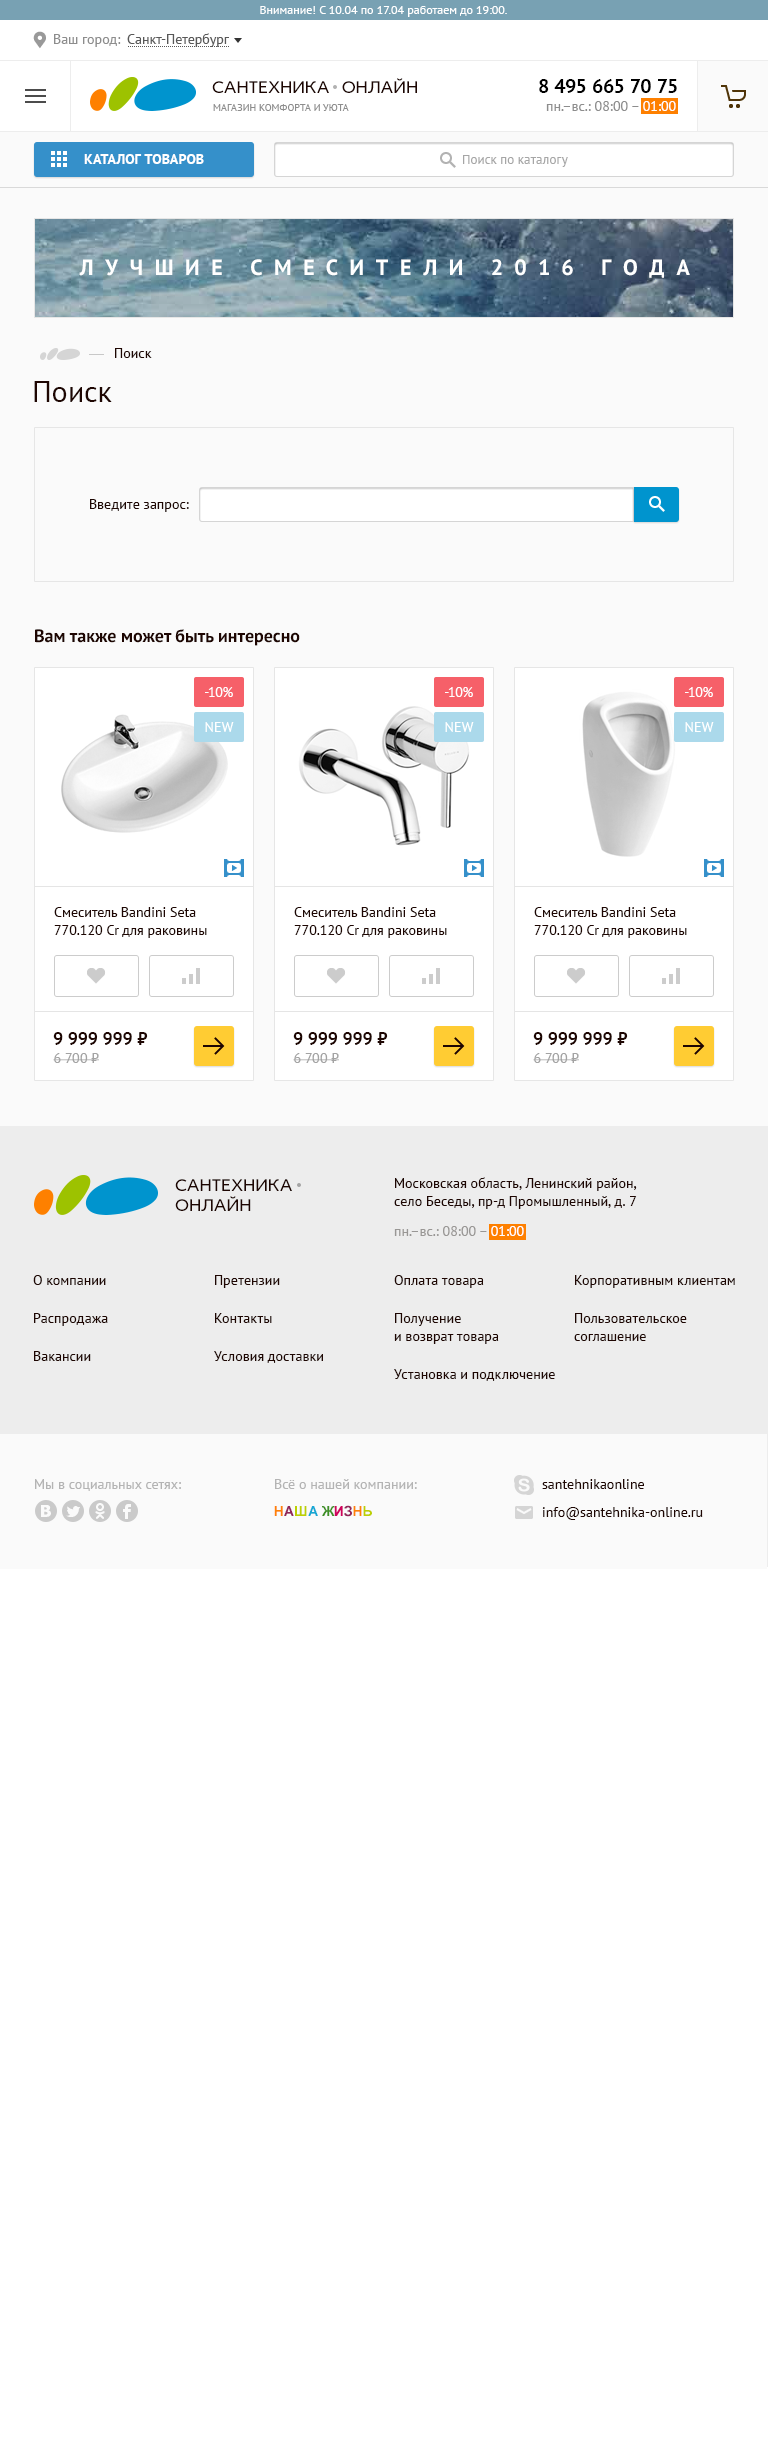 Внимание! С 10.04 по 17.04 работаем до 19:00.
Ваш город: Санкт-Петербург
САНТЕХНИКА • ОНЛАЙН
МАГАЗИН КОМФОРТА И УЮТА
8 495 665 70 75
пн.–вс.: 08:00 – 01:00
КАТАЛОГ ТОВАРОВ
Поиск по каталогу
ЛУЧШИЕ СМЕСИТЕЛИ 2016 ГОДА
— Поиск
Поиск
Введите запрос:
Вам также может быть интересно
-10%
NEW
-10%
NEW
-10%
NEW
Смеситель Bandini Seta
770.120 Cr для раковины
Смеситель Bandini Seta
770.120 Cr для раковины
Смеситель Bandini Seta
770.120 Cr для раковины
9 999 999 ₽
6 700 ₽
9 999 999 ₽
6 700 ₽
9 999 999 ₽
6 700 ₽
САНТЕХНИКА •
ОНЛАЙН
Московская область, Ленинский район,
село Беседы, пр-д Промышленный, д. 7
пн.–вс.: 08:00 – 01:00
О компании
Распродажа
Вакансии
Претензии
Контакты
Условия доставки
Оплата товара
Получение
и возврат товара
Установка и подключение
Корпоративным клиентам
Пользовательское
соглашение
Мы в социальных сетях:
Всё о нашей компании:
НАША ЖИЗНЬ
santehnikaonline
info@santehnika-online.ru